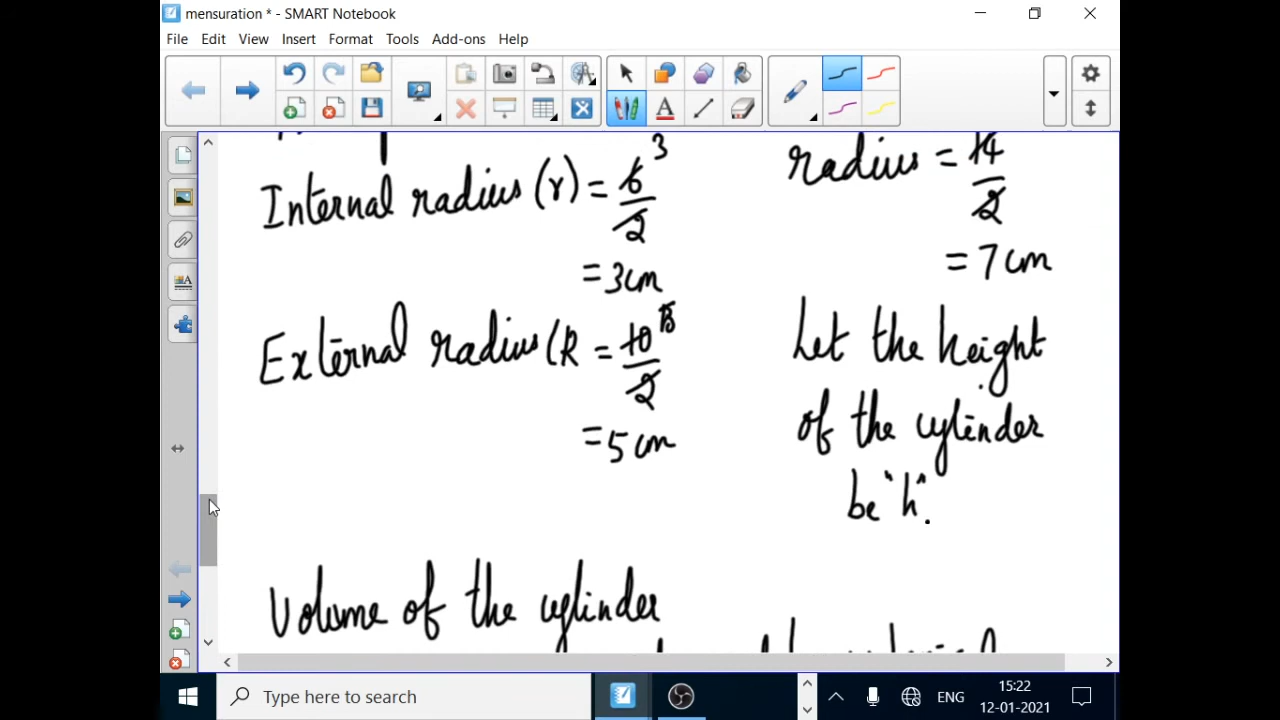 mensuration * - SMART Notebook
File Edit View Insert Format Tools Add-ons Help
Internal radius (r) = 6/2 3
= 3cm
External radius (R = 10/2
= 5 cm
radius = 14/2
= 7 cm
Let the height
of the cylinder
be "h".
Volume of the cylinder
Type here to search
ENG
15:22
12-01-2021